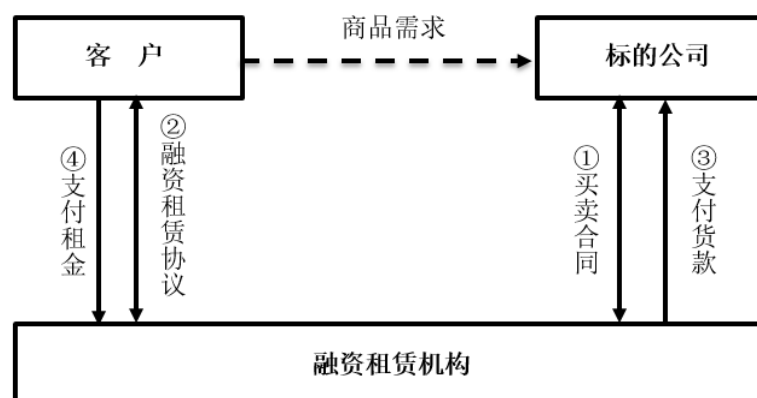 商品需求
客 户
标的公司
④支付租金
②融资租赁协议
①买卖合同
③支付货款
融资租赁机构